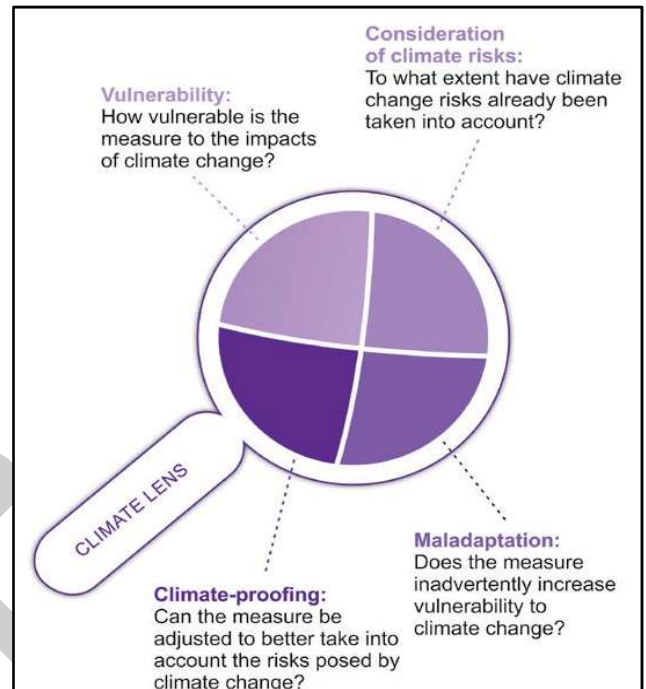 Consideration
of climate risks:
To what extent have climate
change risks already been
taken into account?
Vulnerability:
How vulnerable is the
measure to the impacts
of climate change?
CLIMATE LENS
Maladaptation:
Does the measure
inadvertently increase
vulnerability to
climate change?
Climate-proofing:
Can the measure be
adjusted to better take into
account the risks posed by
climate change?